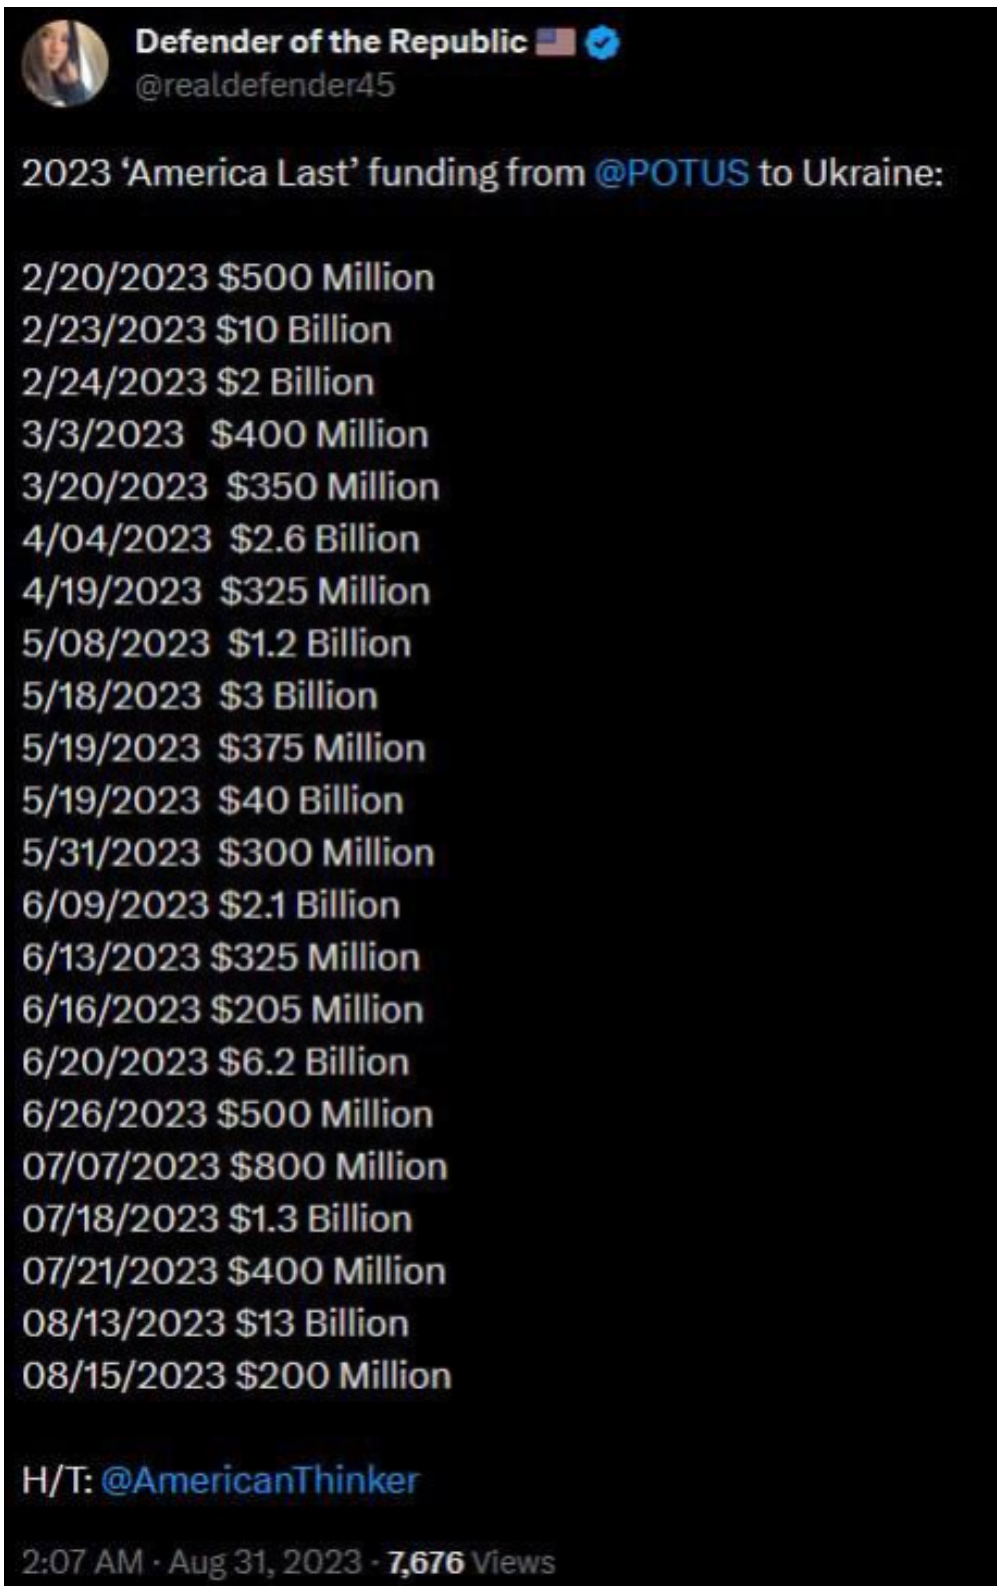 Defender of the Republic 🇺🇸
@realdefender45
2023 ‘America Last’ funding from @POTUS to Ukraine:
2/20/2023 $500 Million
2/23/2023 $10 Billion
2/24/2023 $2 Billion
3/3/2023 $400 Million
3/20/2023 $350 Million
4/04/2023 $2.6 Billion
4/19/2023 $325 Million
5/08/2023 $1.2 Billion
5/18/2023 $3 Billion
5/19/2023 $375 Million
5/19/2023 $40 Billion
5/31/2023 $300 Million
6/09/2023 $2.1 Billion
6/13/2023 $325 Million
6/16/2023 $205 Million
6/20/2023 $6.2 Billion
6/26/2023 $500 Million
07/07/2023 $800 Million
07/18/2023 $1.3 Billion
07/21/2023 $400 Million
08/13/2023 $13 Billion
08/15/2023 $200 Million
H/T: @AmericanThinker
2:07 AM · Aug 31, 2023 · 7,676 Views